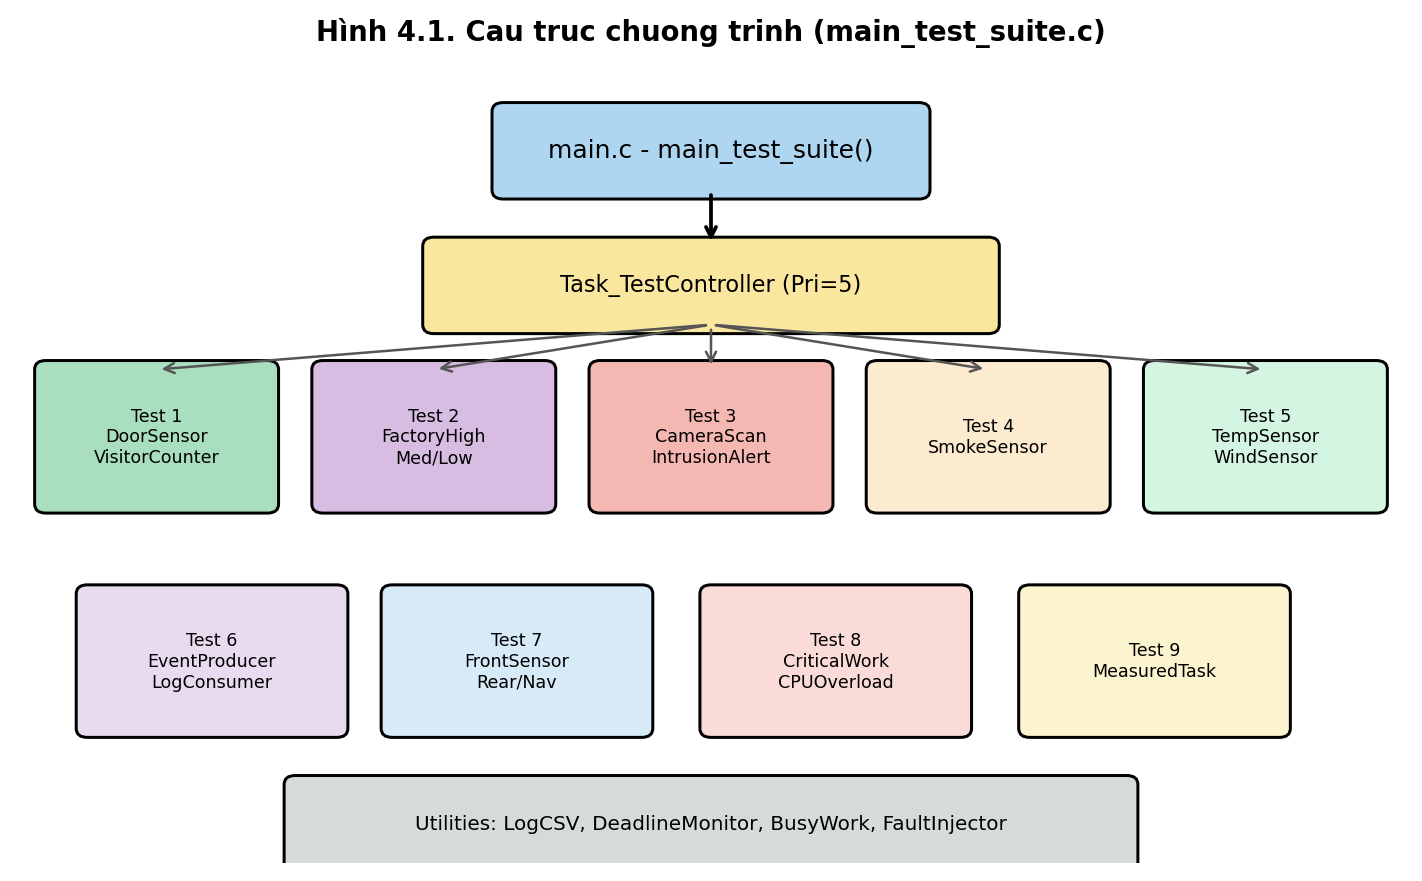 Hình 4.1. Cau truc chuong trinh (main_test_suite.c)
main.c - main_test_suite()
Task_TestController (Pri=5)
Test 1
DoorSensor
VisitorCounter
Test 2
FactoryHigh
Med/Low
Test 3
CameraScan
IntrusionAlert
Test 4
SmokeSensor
Test 5
TempSensor
WindSensor
Test 6
EventProducer
LogConsumer
Test 7
FrontSensor
Rear/Nav
Test 8
CriticalWork
CPUOverload
Test 9
MeasuredTask
Utilities: LogCSV, DeadlineMonitor, BusyWork, FaultInjector